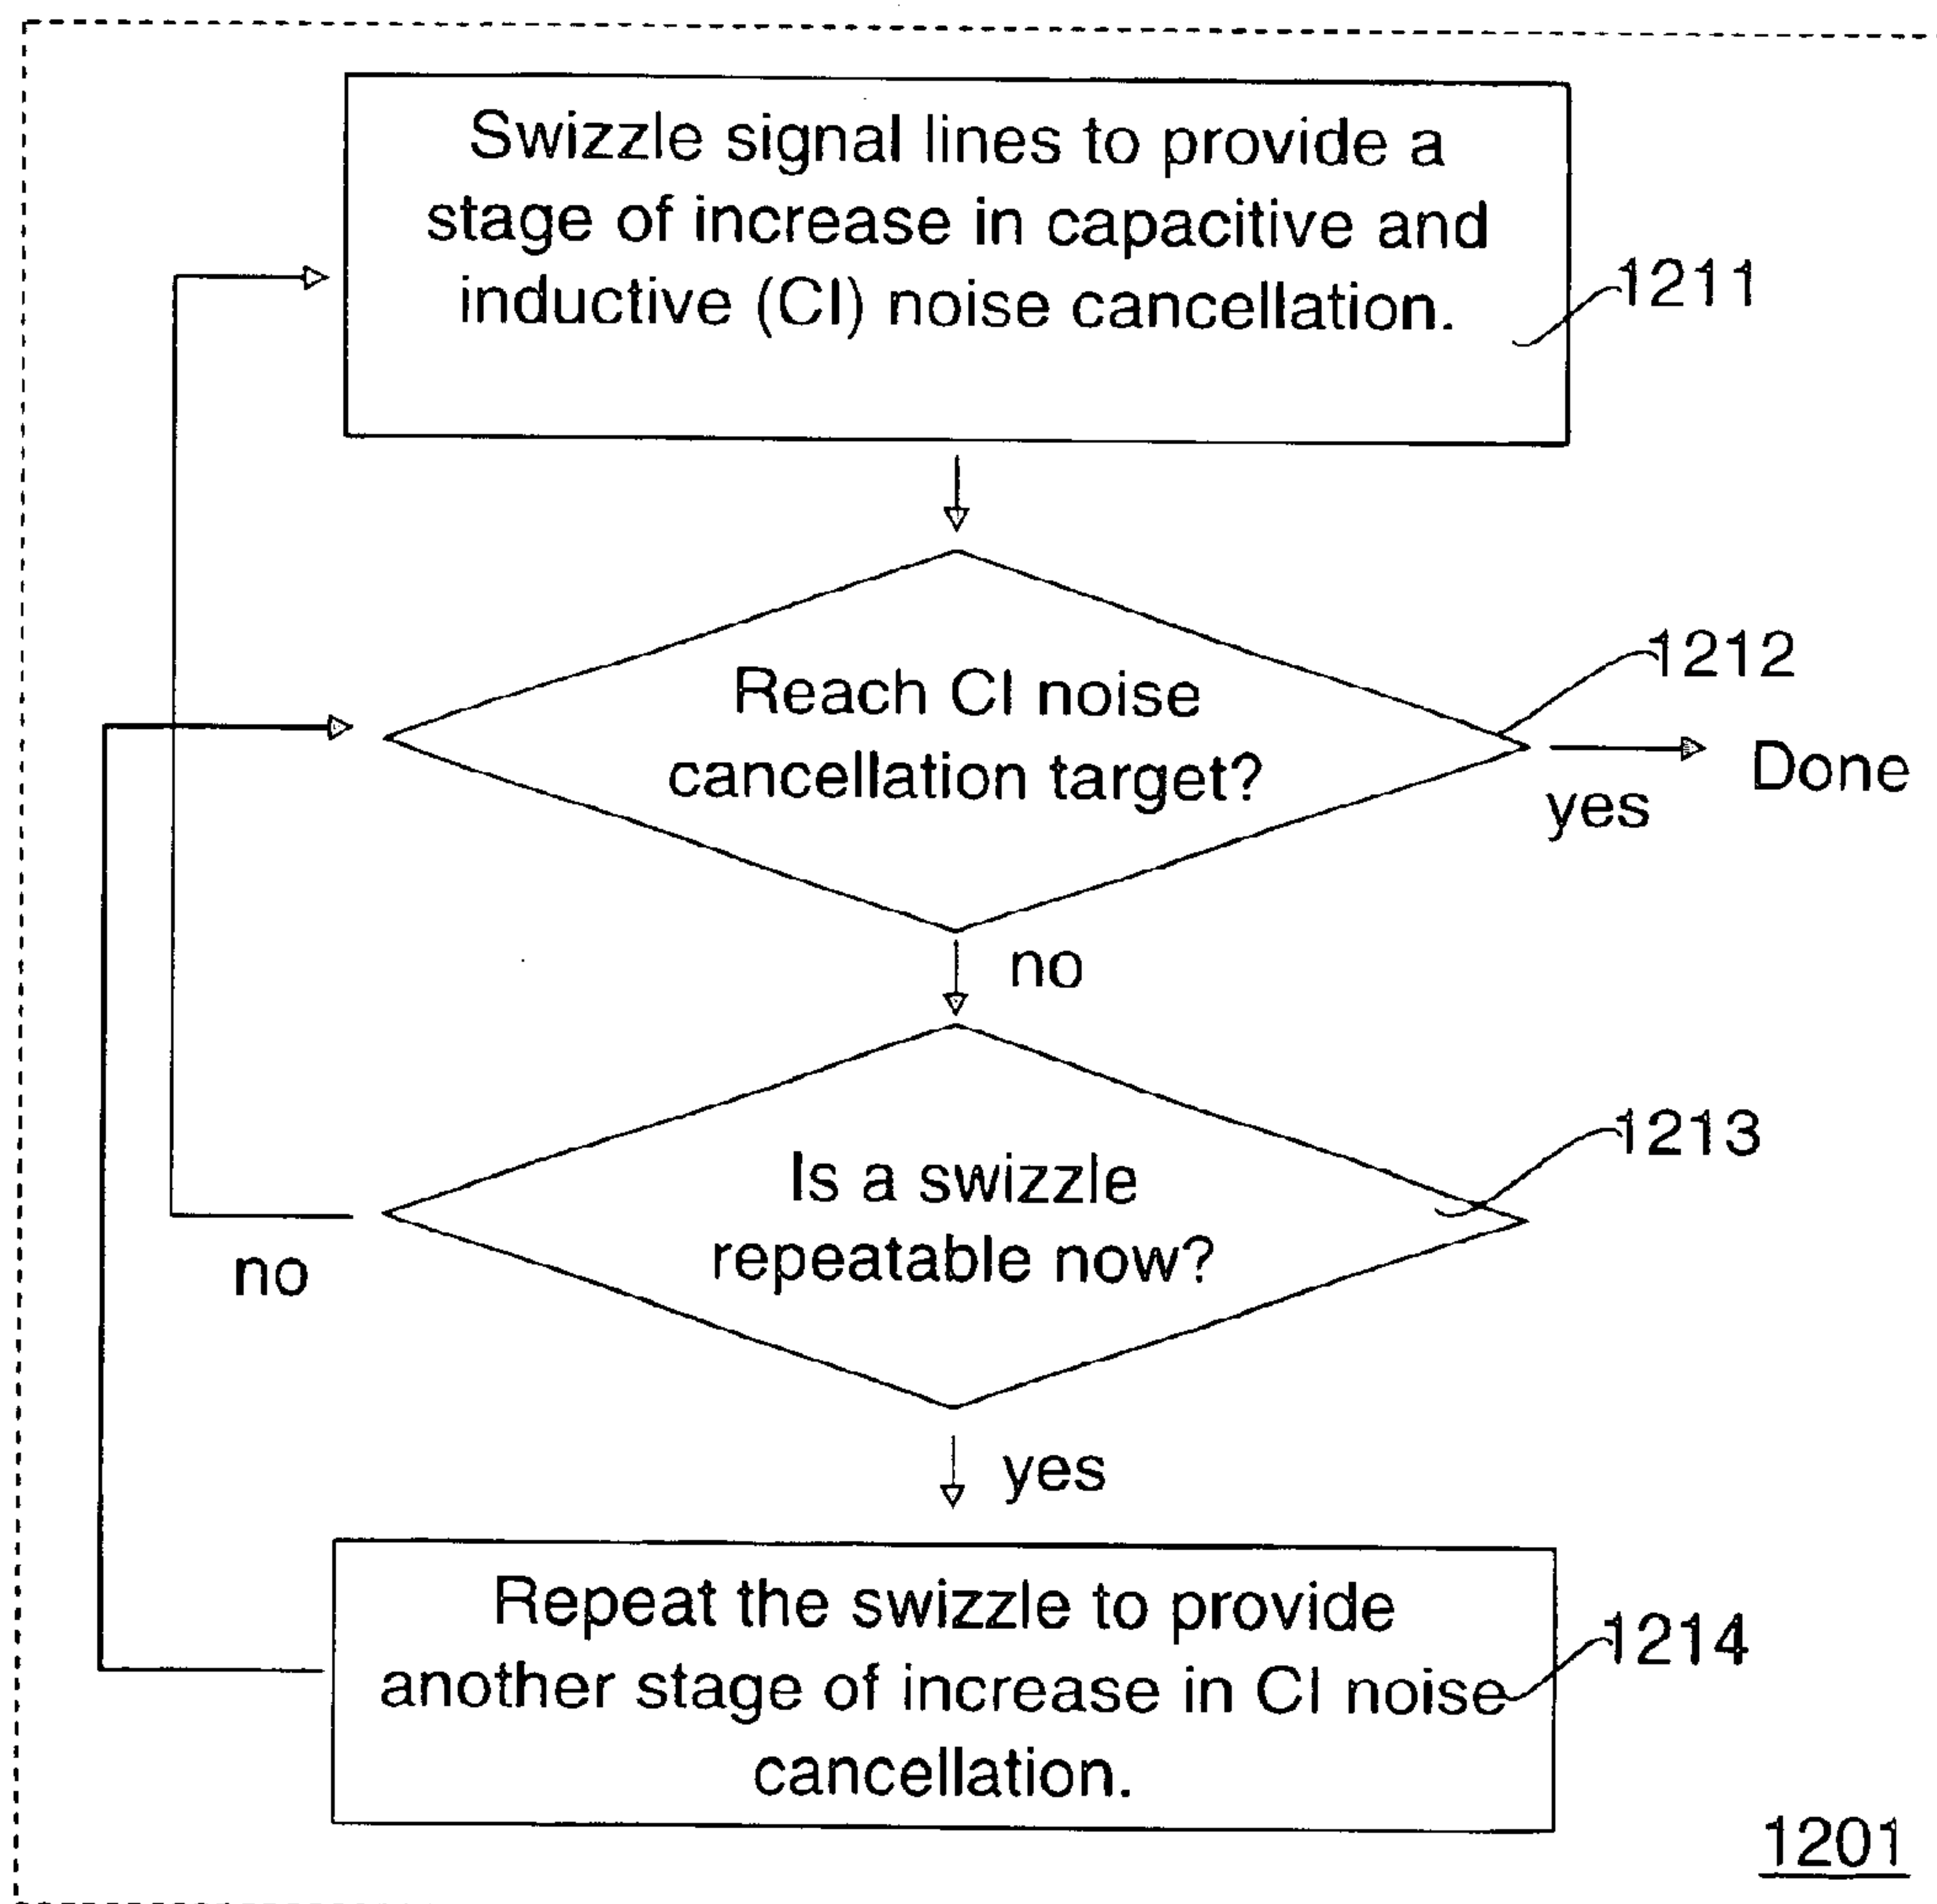 Swizzle signal lines to provide a
stage of increase in capacitive and
inductive (CI) noise cancellation.
1211
Reach CI noise
cancellation target?
1212
yes
Done
no
Is a swizzle
repeatable now?
1213
no
yes
Repeat the swizzle to provide
another stage of increase in CI noise
cancellation.
1214
1201